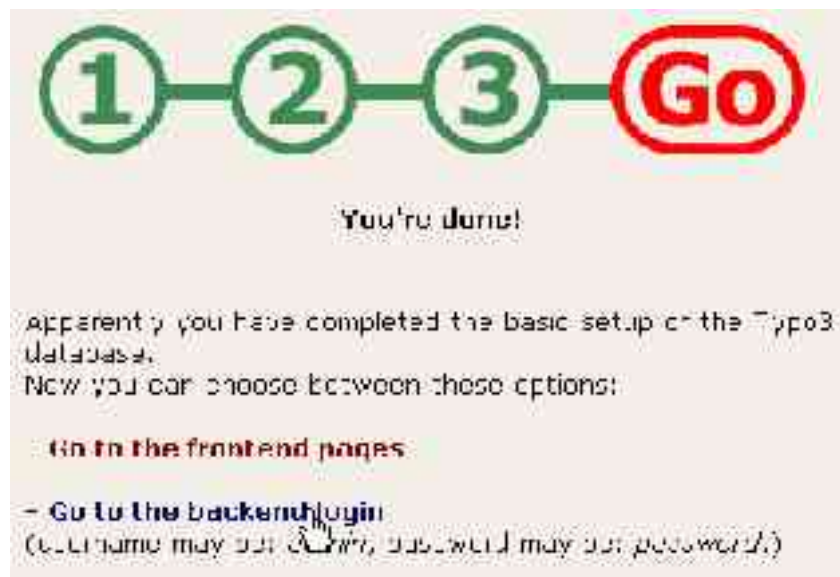 1 2 3 Go
You're done!
Apparently you have completed the basic setup of the Typo3
database.
Now you can choose between these options:
- Go to the frontend pages
- Go to the backend login
(username may be: admin, password may be: password.)